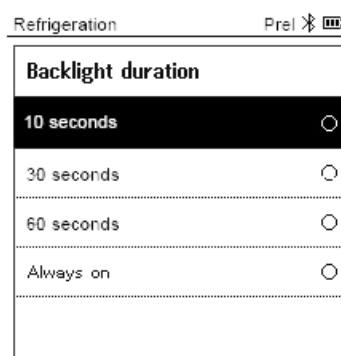 Refrigeration Prel
Backlight duration
10 seconds
30 seconds
60 seconds
Always on